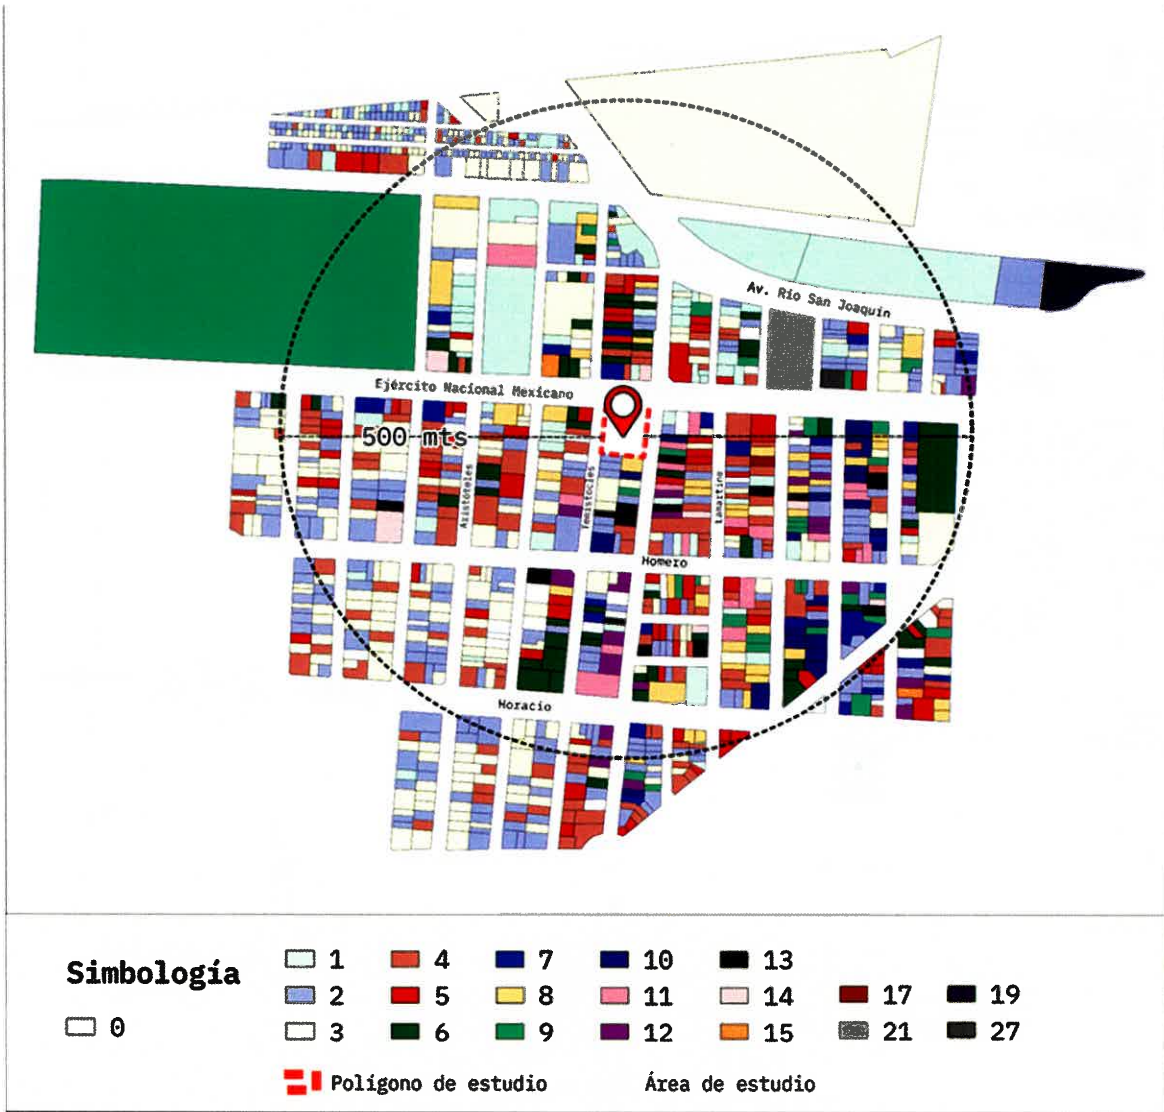 Av. Río San Joaquín
Ejército Nacional Mexicano
500 mts
Aristóteles
Temístocles
Lamartine
Homero
Horacio
Simbología
0
1 4 7 10 13
2 5 8 11 14 17 19
3 6 9 12 15 21 27
Polígono de estudio Área de estudio